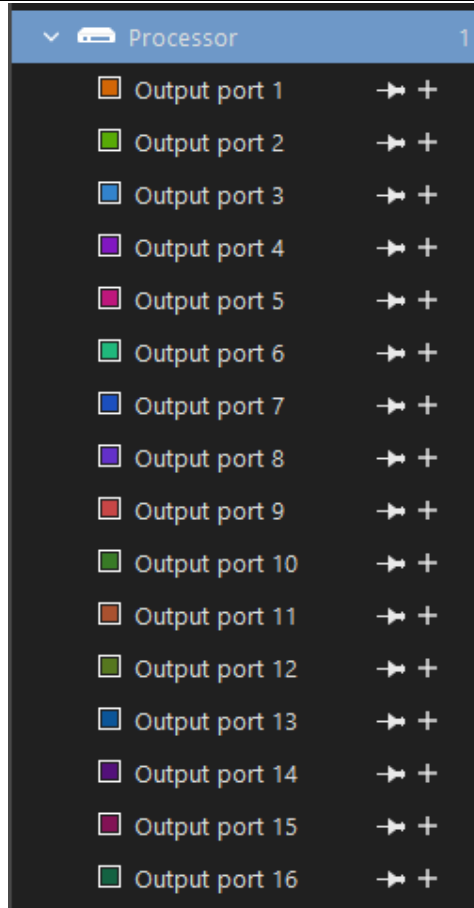 Processor 1
Output port 1
Output port 2
Output port 3
Output port 4
Output port 5
Output port 6
Output port 7
Output port 8
Output port 9
Output port 10
Output port 11
Output port 12
Output port 13
Output port 14
Output port 15
Output port 16